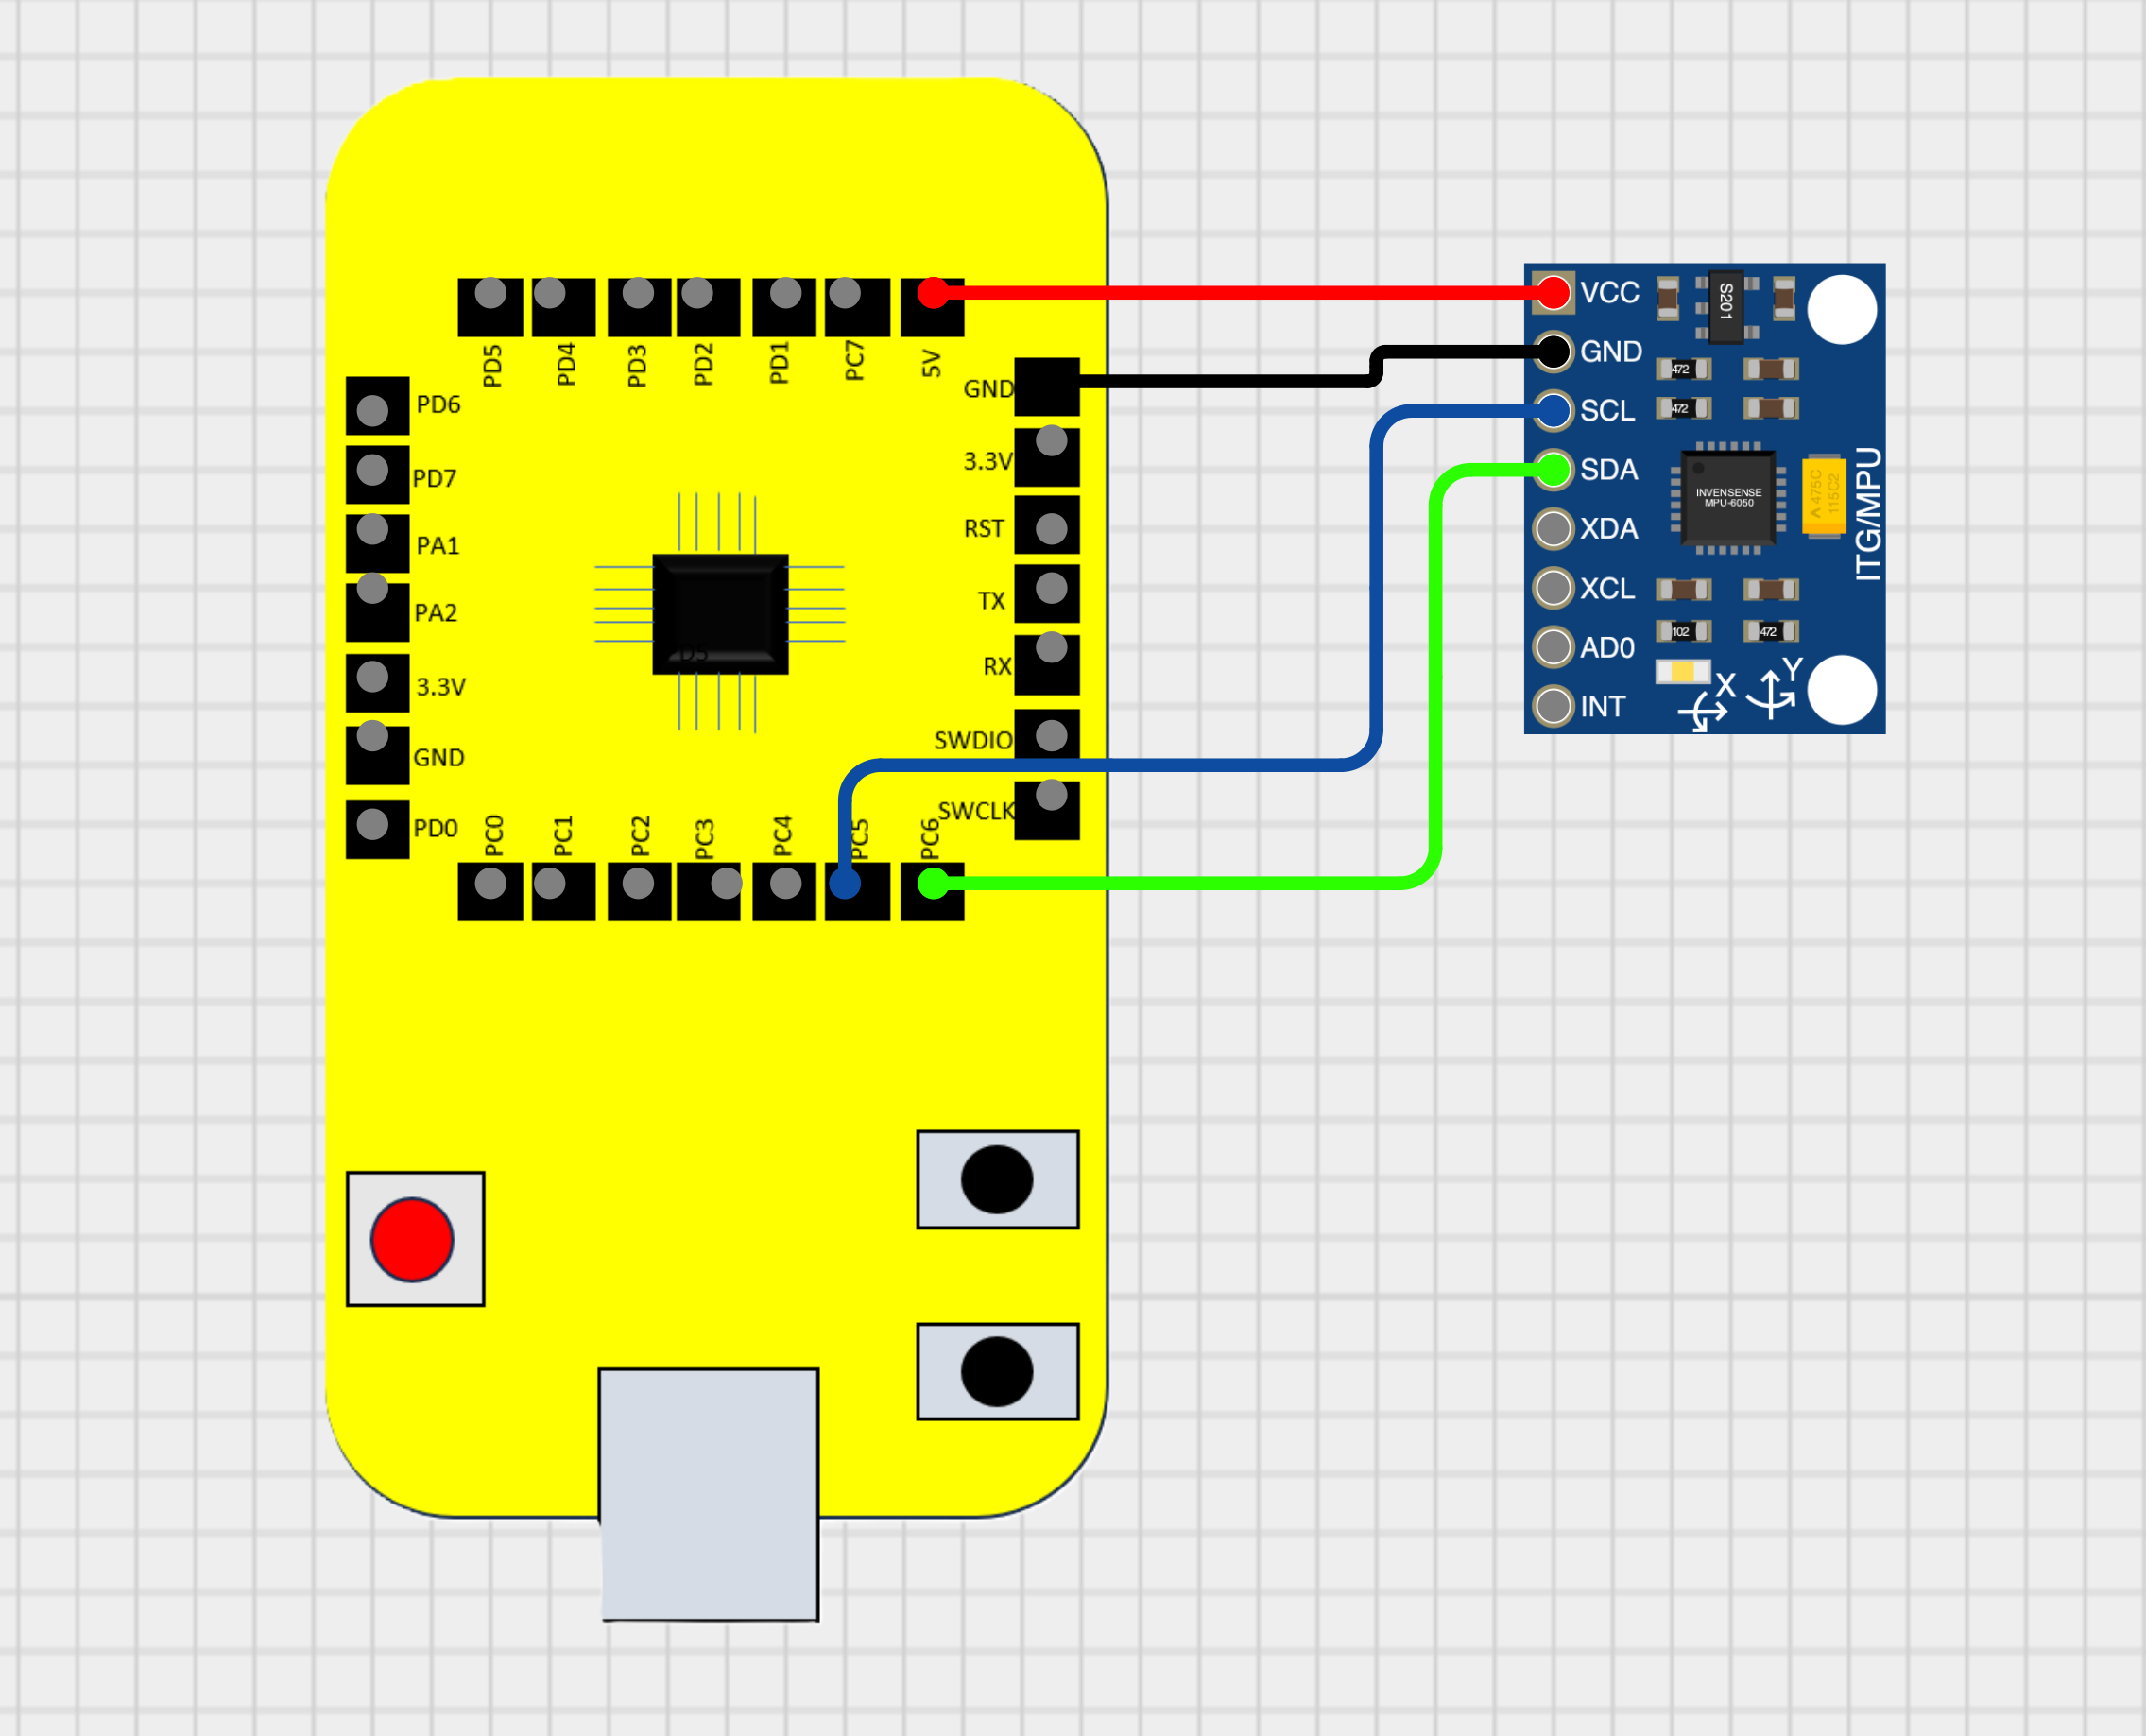 PD5
PD4
PD3
PD2
PD1
PC7
5V
GND
3.3V
RST
TX
RX
SWDIO
SWCLK
PD6
PD7
PA1
PA2
3.3V
GND
PD0
D5
PC0
PC1
PC2
PC3
PC4
PC5
PC6
VCC
GND
SCL
SDA
XDA
XCL
AD0
INT
S201
472
472
INVENSENSE
MPU-6050
A 475C
115C2
ITG/MPU
102
472
X
Y